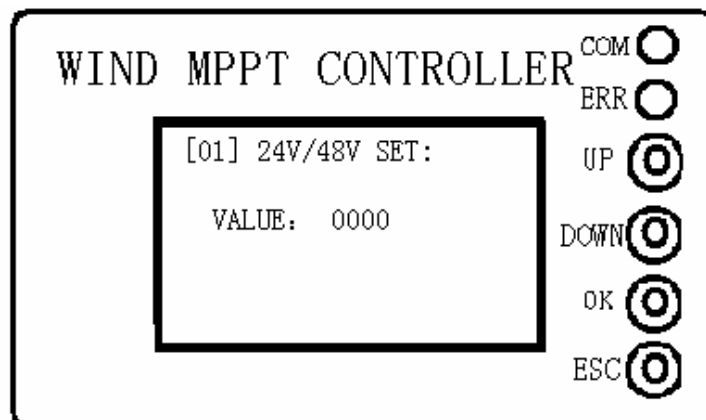 WIND MPPT CONTROLLER
COM
ERR
[01] 24V/48V SET:
UP
VALUE: 0000
DOWN
OK
ESC